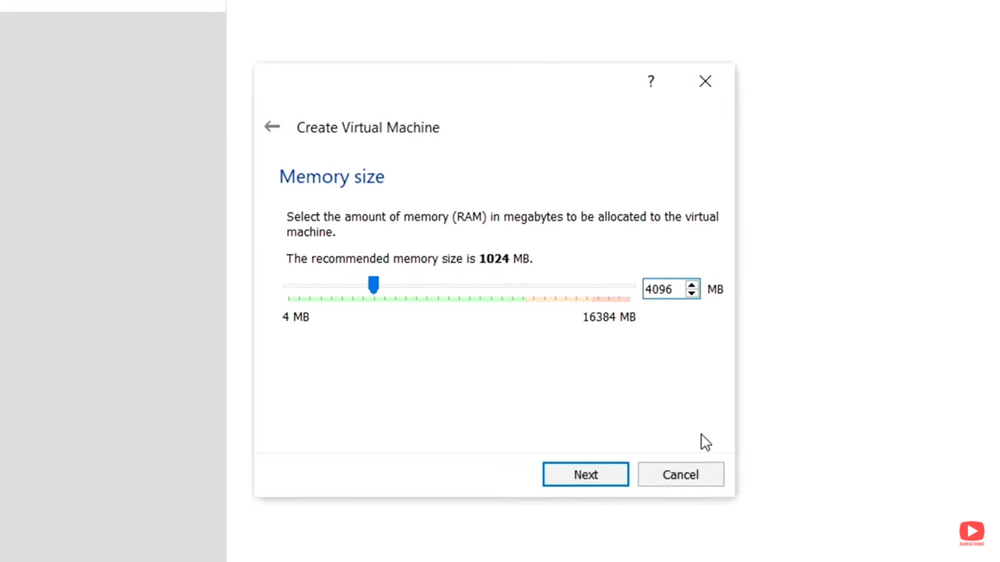 ?
Create Virtual Machine
Memory size
Select the amount of memory (RAM) in megabytes to be allocated to the virtual
machine.
The recommended memory size is 1024 MB.
4096 MB
4 MB 16384 MB
Next Cancel
SUBSCRIBE